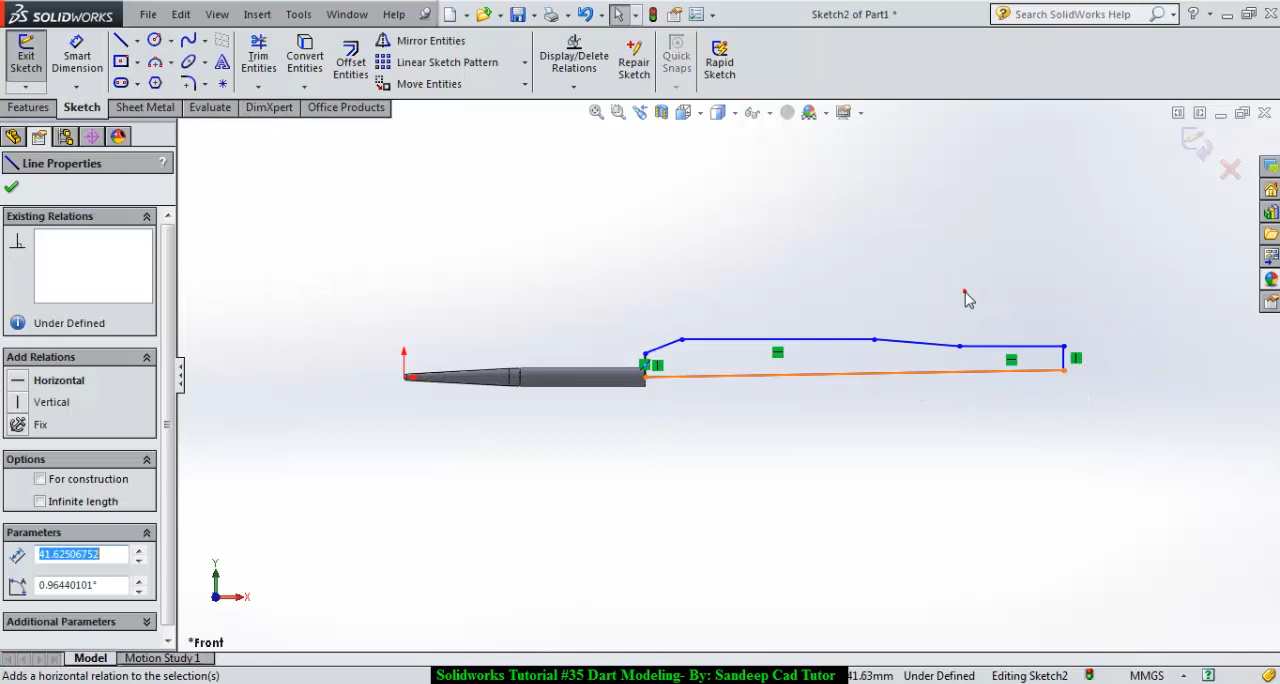 SOLIDWORKS
File Edit View Insert Tools Window Help
Sketch2 of Part1 *
Search SolidWorks Help
Exit Sketch
Smart Dimension
Trim Entities
Convert Entities
Offset Entities
Mirror Entities
Linear Sketch Pattern
Move Entities
Display/Delete Relations
Repair Sketch
Quick Snaps
Rapid Sketch
Features Sketch Sheet Metal Evaluate DimXpert Office Products
Line Properties ?
Existing Relations
Under Defined
Add Relations
Horizontal
Vertical
Fix
Options
For construction
Infinite length
Parameters
41.62506752
0.96440101°
Additional Parameters
Y
X
*Front
Model Motion Study 1
Adds a horizontal relation to the selection(s)
Solidworks Tutorial #35 Dart Modeling- By: Sandeep Cad Tutor
41.63mm Under Defined Editing Sketch2 MMGS